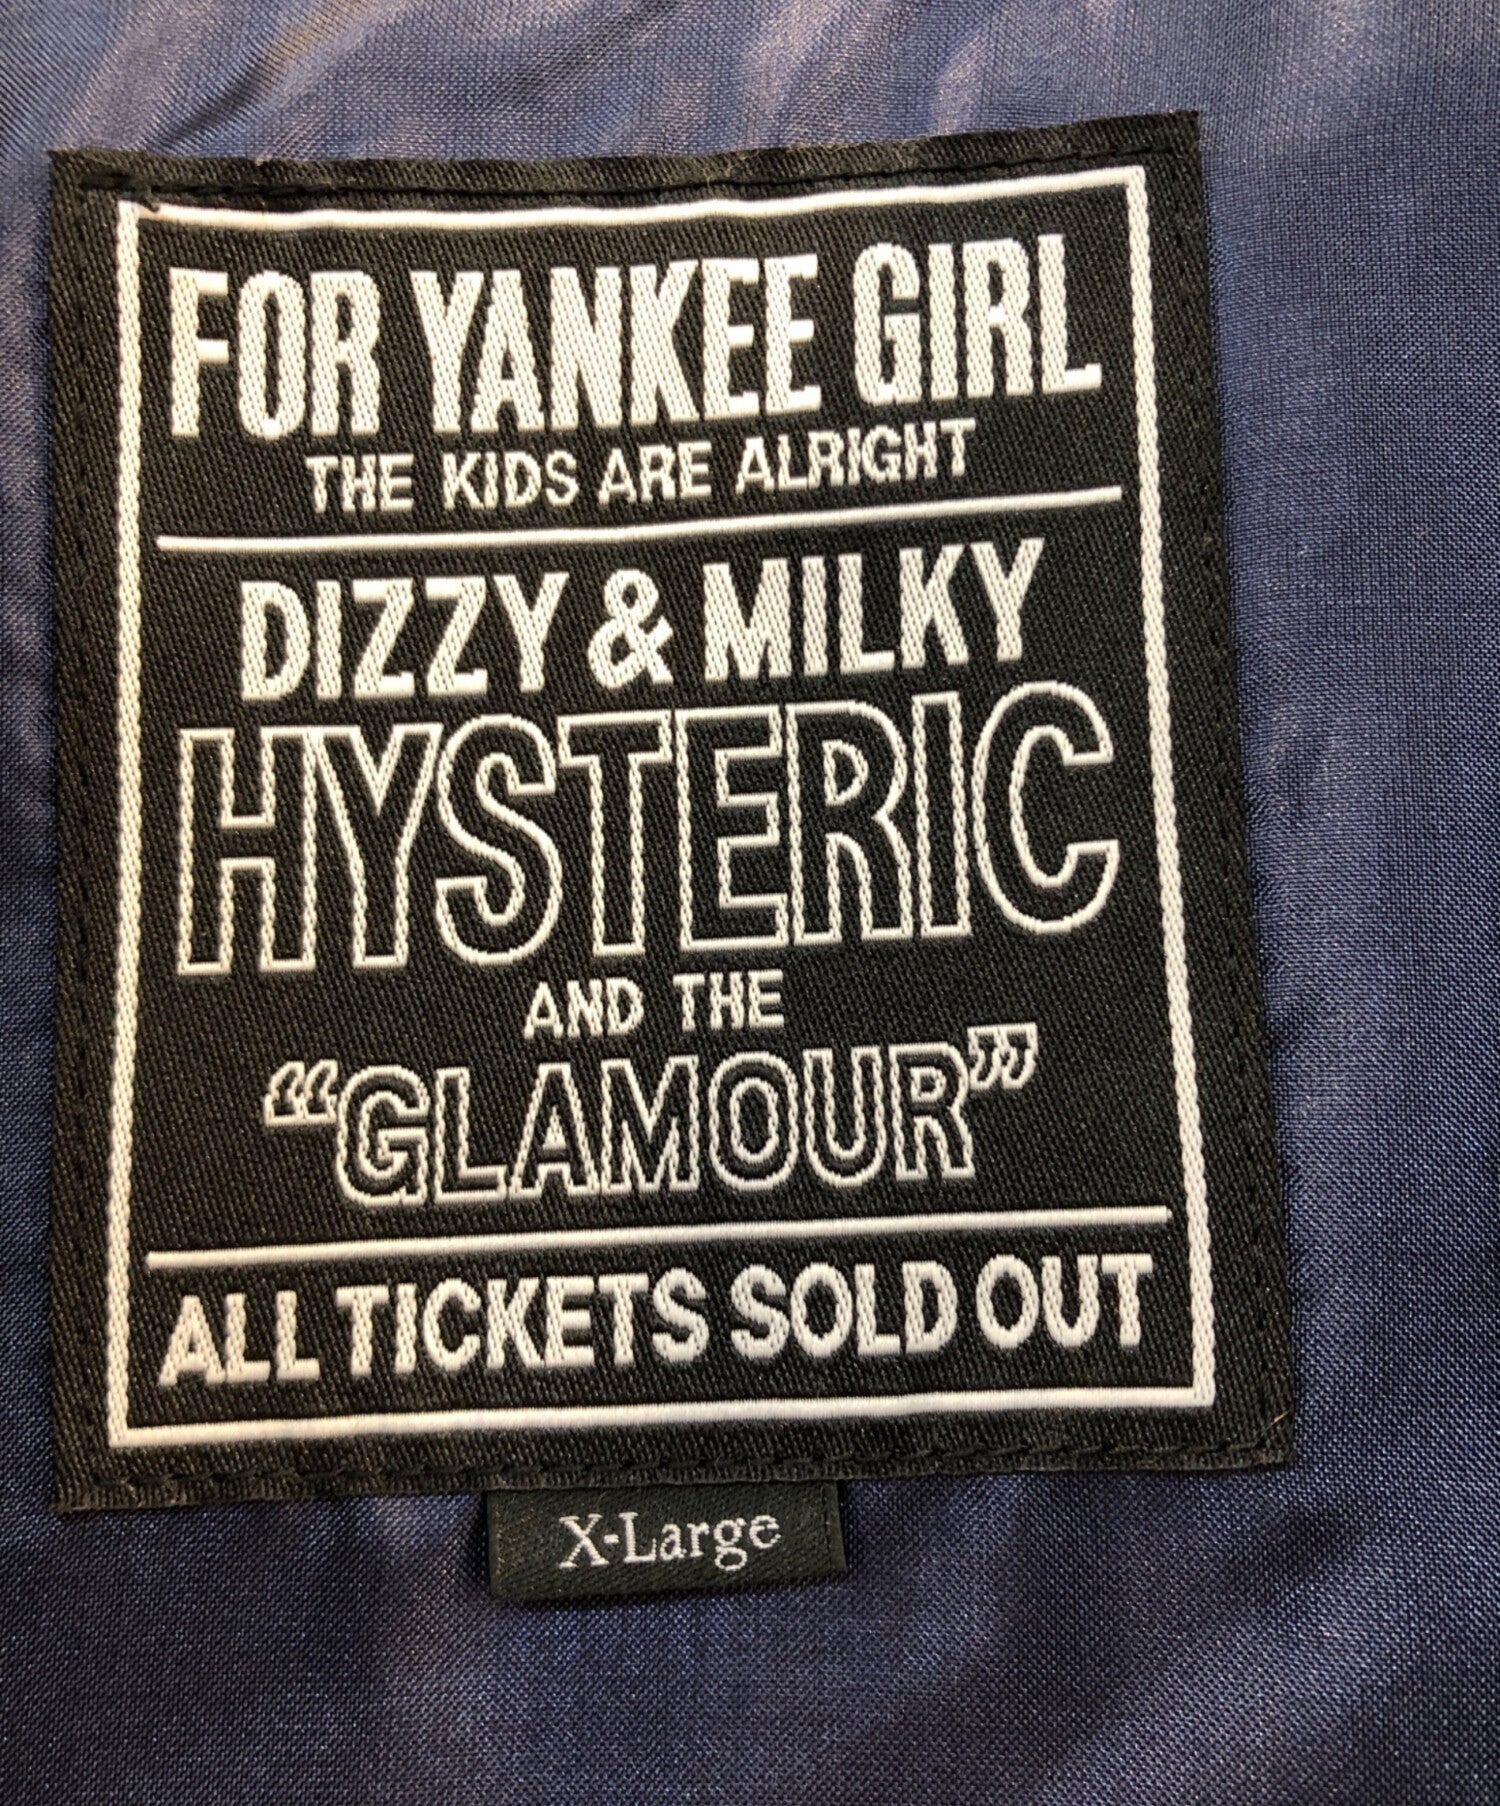 FOR YANKEE GIRL
THE KIDS ARE ALRIGHT
DIZZY & MILKY
HYSTERIC
AND THE
“GLAMOUR”
ALL TICKETS SOLD OUT
X-Large